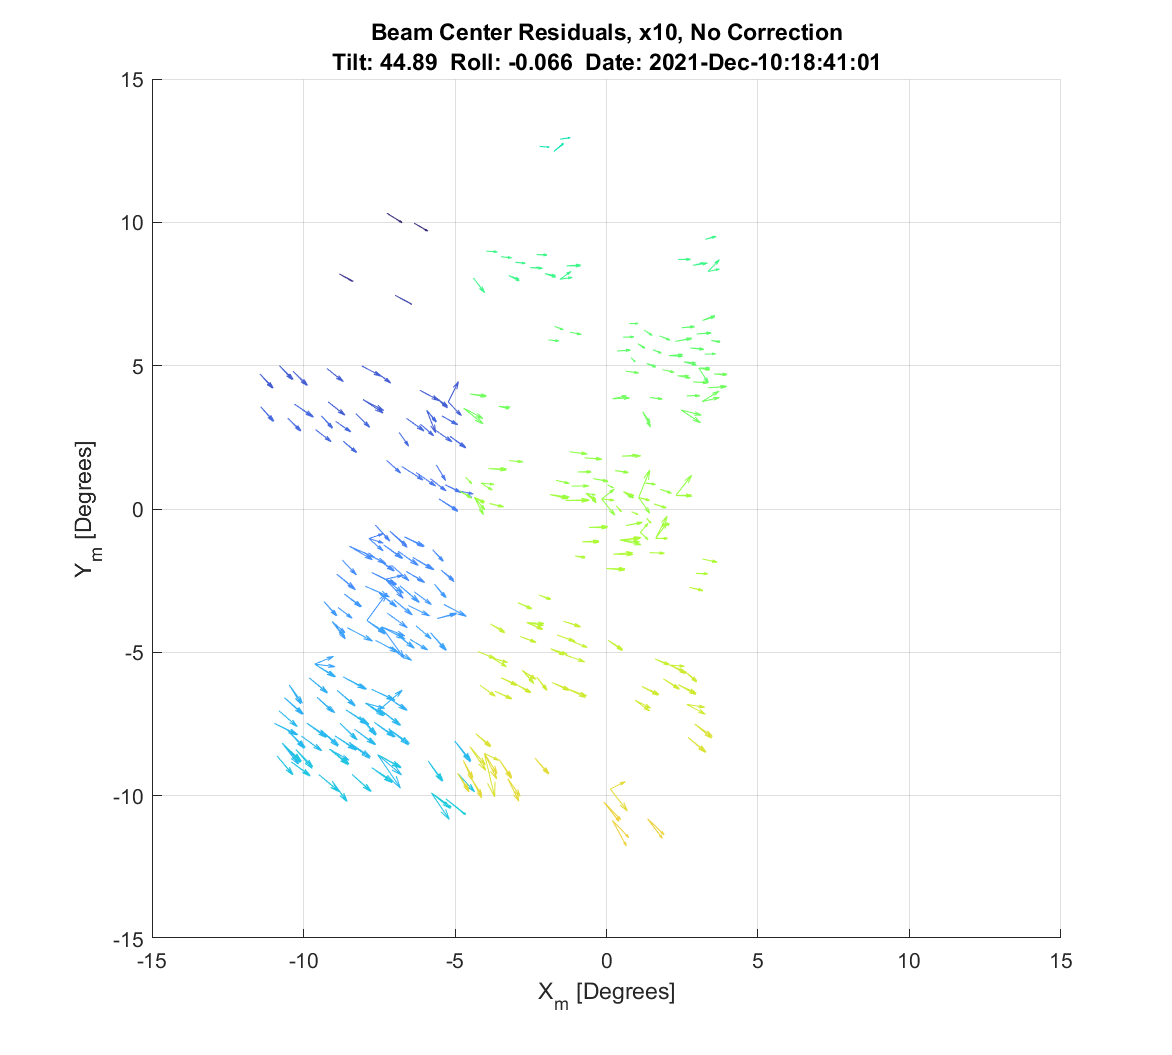 Beam Center Residuals, x10, No Correction
Tilt: 44.89 Roll: -0.066 Date: 2021-Dec-10:18:41:01
15
10
5
0
-5
-10
-15
Y_m [Degrees]
-15 -10 -5 0 5 10 15
X_m [Degrees]